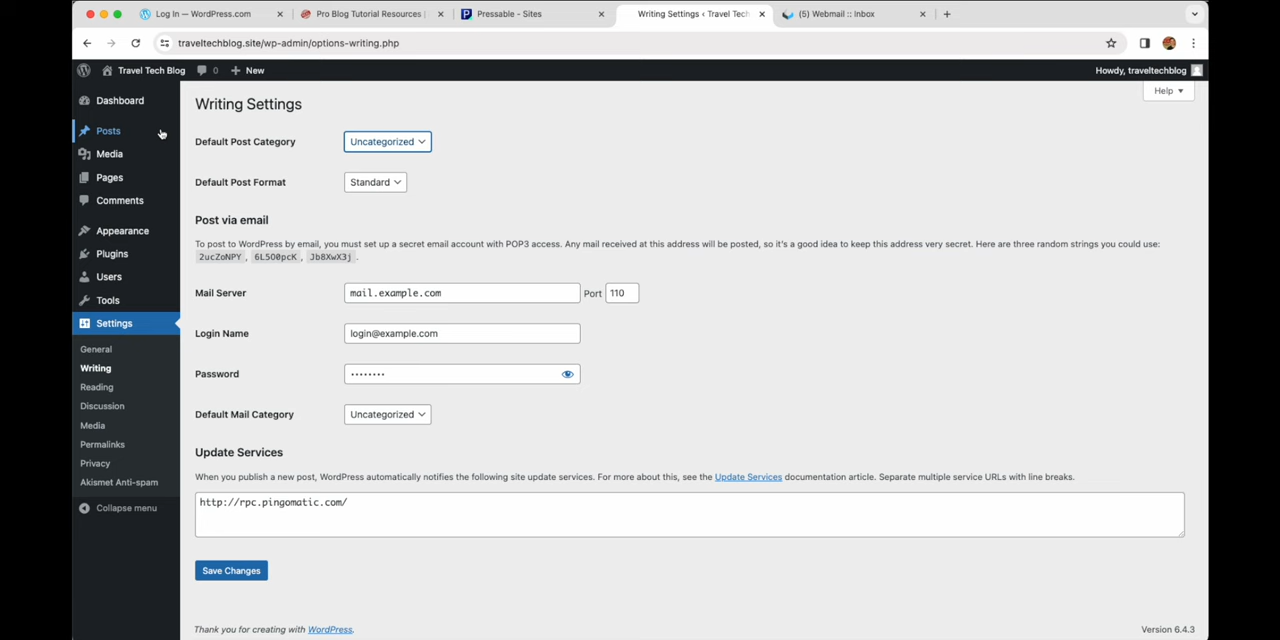 Log In — WordPress.com
Pro Blog Tutorial Resources |
Pressable - Sites
Writing Settings ‹ Travel Tech
(5) Webmail :: Inbox
traveltechblog.site/wp-admin/options-writing.php
Travel Tech Blog
0
New
Howdy, traveltechblog
Dashboard
Posts
Media
Pages
Comments
Appearance
Plugins
Users
Tools
Settings
General
Writing
Reading
Discussion
Media
Permalinks
Privacy
Akismet Anti-spam
Collapse menu
Help
Writing Settings
Default Post Category Uncategorized
Default Post Format Standard
Post via email
To post to WordPress by email, you must set up a secret email account with POP3 access. Any mail received at this address will be posted, so it's a good idea to keep this address very secret. Here are three random strings you could use:
2ucZoNPY, 6L5O0pcK, Jb8XwX3j.
Mail Server mail.example.com Port 110
Login Name login@example.com
Password ••••••••
Default Mail Category Uncategorized
Update Services
When you publish a new post, WordPress automatically notifies the following site update services. For more about this, see the Update Services documentation article. Separate multiple service URLs with line breaks.
http://rpc.pingomatic.com/
Save Changes
Thank you for creating with WordPress.
Version 6.4.3